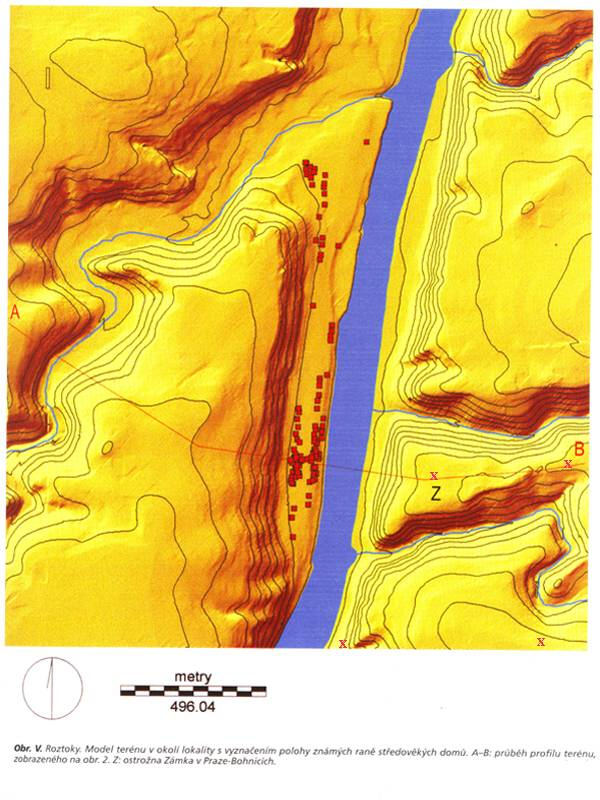 A
B
x
x
Z
x
x
metry
496.04
Obr. V. Roztoky. Model terénu v okolí lokality s vyznačením polohy známých raně středověkých domů. A–B: průběh profilu terénu,
zobrazeného na obr. 2. Z: ostrožna Zámka v Praze-Bohnicích.